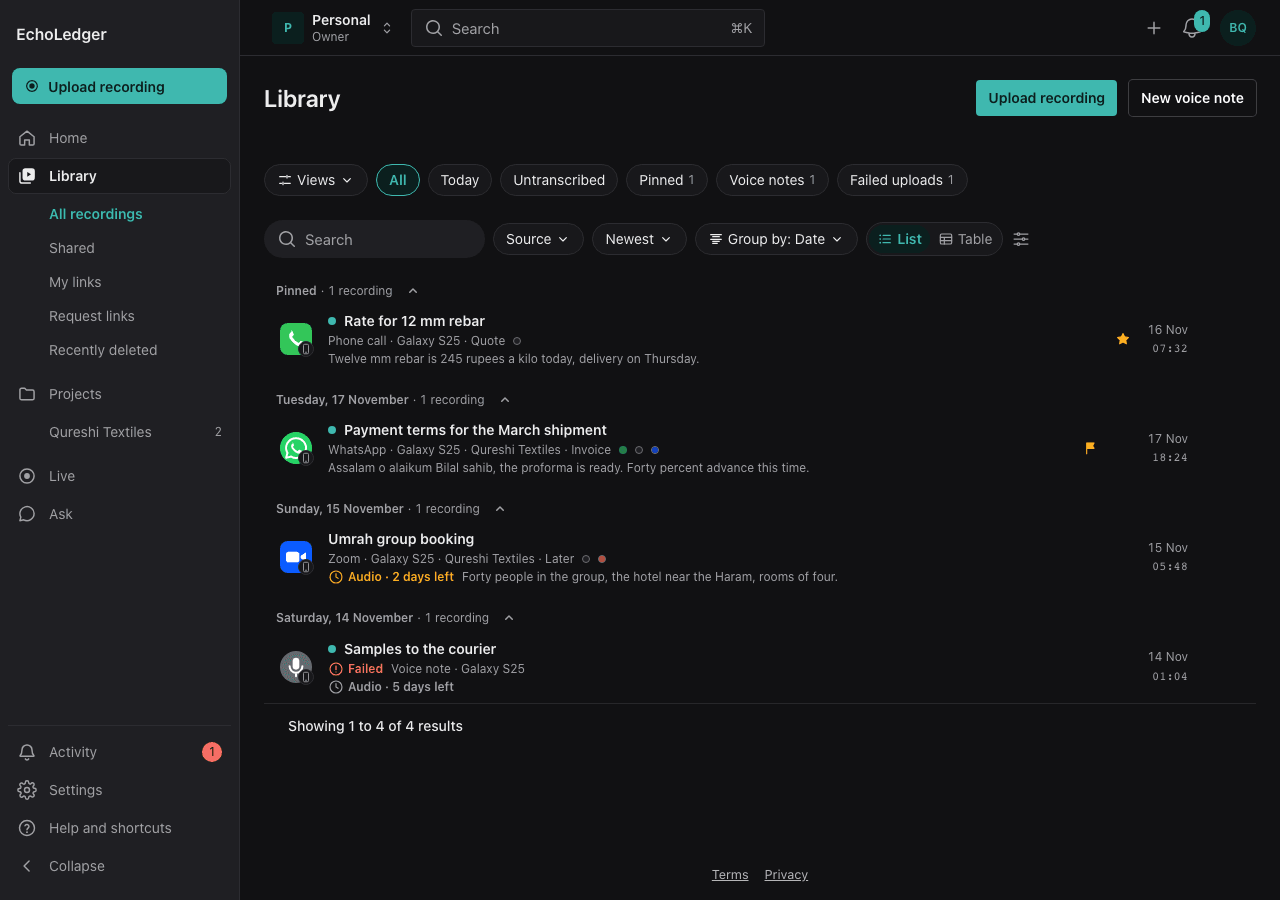 EchoLedger
P
Personal
Owner
Search
⌘K
1
BQ
Upload recording
Home
Library
All recordings
Shared
My links
Request links
Recently deleted
Projects
Qureshi Textiles 2
Live
Ask
Activity 1
Settings
Help and shortcuts
Collapse
Library
Upload recording
New voice note
Views
All
Today
Untranscribed
Pinned 1
Voice notes 1
Failed uploads 1
Search
Source
Newest
Group by: Date
List
Table
Pinned · 1 recording
Rate for 12 mm rebar
Phone call · Galaxy S25 · Quote
Twelve mm rebar is 245 rupees a kilo today, delivery on Thursday.
16 Nov
07:32
Tuesday, 17 November · 1 recording
Payment terms for the March shipment
WhatsApp · Galaxy S25 · Qureshi Textiles · Invoice
Assalam o alaikum Bilal sahib, the proforma is ready. Forty percent advance this time.
17 Nov
18:24
Sunday, 15 November · 1 recording
Umrah group booking
Zoom · Galaxy S25 · Qureshi Textiles · Later
Audio · 2 days left Forty people in the group, the hotel near the Haram, rooms of four.
15 Nov
05:48
Saturday, 14 November · 1 recording
Samples to the courier
Failed Voice note · Galaxy S25
Audio · 5 days left
14 Nov
01:04
Showing 1 to 4 of 4 results
Terms
Privacy